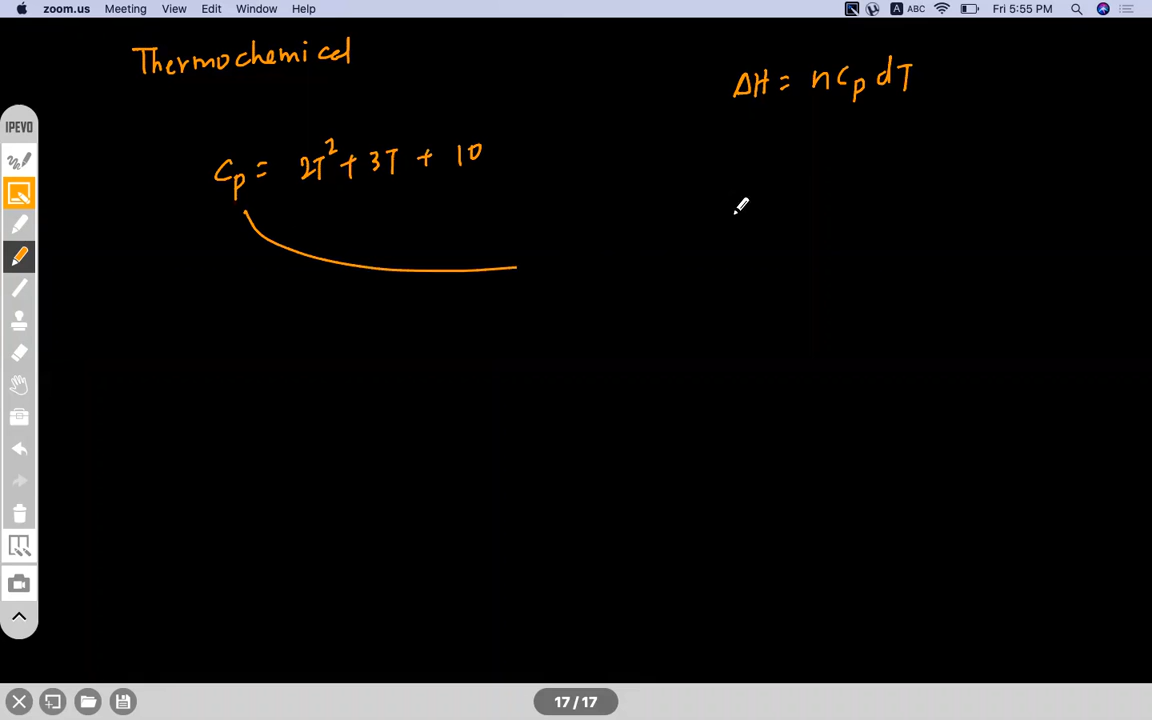 zoom.us Meeting View Edit Window Help
A ABC Fri 5:55 PM
Thermochemical
ΔH = nCp dT
IPEVO
Cp = 2T² + 3T + 10
17/17